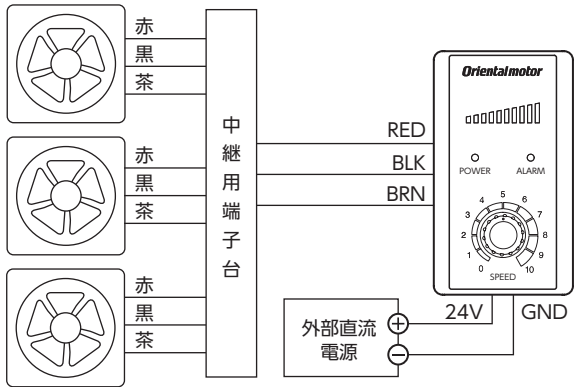 赤
黒
茶
赤
黒
茶
赤
黒
茶
中継用端子台
RED
BLK
BRN
Orientalmotor
POWER
ALARM
0
1
2
3
4
5
6
7
8
9
10
SPEED
24V
GND
外部直流
電源
+
−